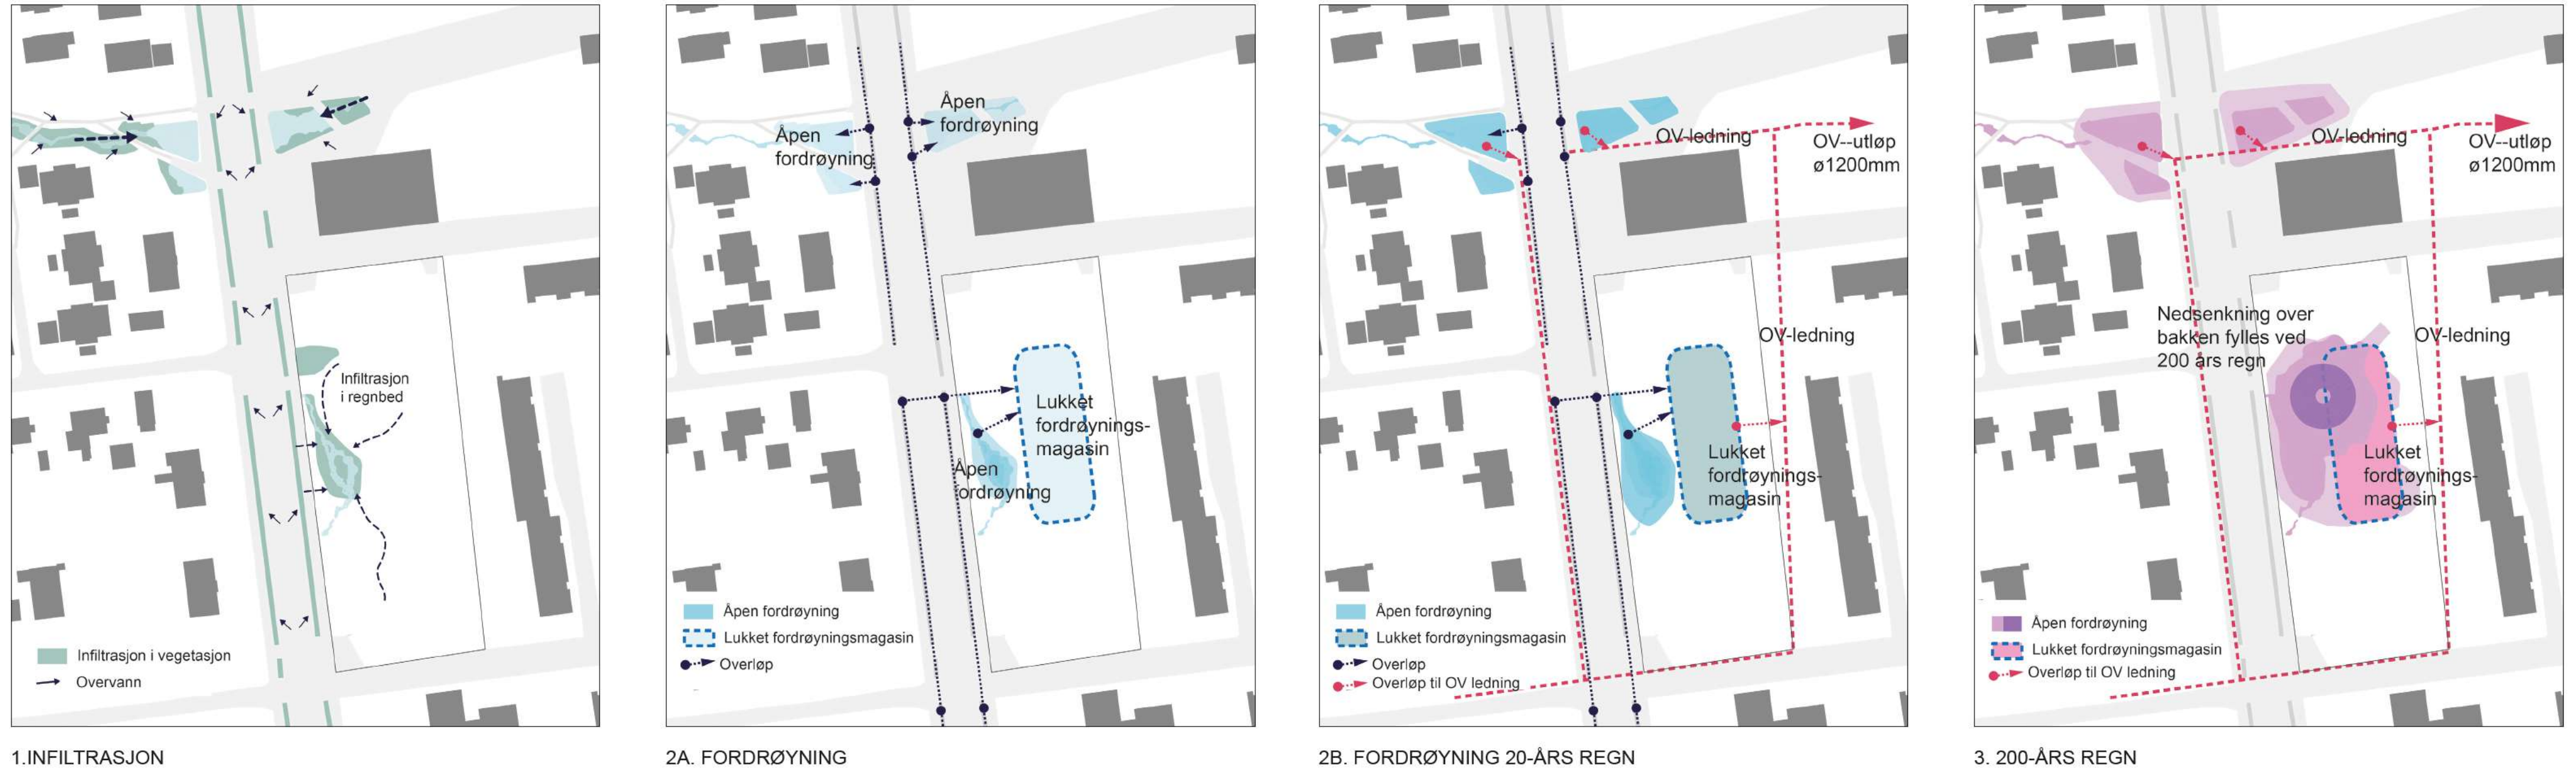 Infiltrasjon
i regnbed
Infiltrasjon i vegetasjon
Overvann
1.INFILTRASJON
Åpen
fordrøyning
Åpen
fordrøyning
Lukket
fordrøynings-
magasin
Åpen
fordrøyning
Åpen fordrøyning
Lukket fordrøyningsmagasin
Overløp
2A. FORDRØYNING
OV-ledning
OV--utløp
ø1200mm
OV-ledning
Lukket
fordrøynings-
magasin
Åpen fordrøyning
Lukket fordrøyningsmagasin
Overløp
Overløp til OV ledning
2B. FORDRØYNING 20-ÅRS REGN
OV-ledning
OV--utløp
ø1200mm
Nedsenkning over
bakken fylles ved
200 års regn
OV-ledning
Lukket
fordrøynings-
magasin
Åpen fordrøyning
Lukket fordrøyningsmagasin
Overløp til OV ledning
3. 200-ÅRS REGN